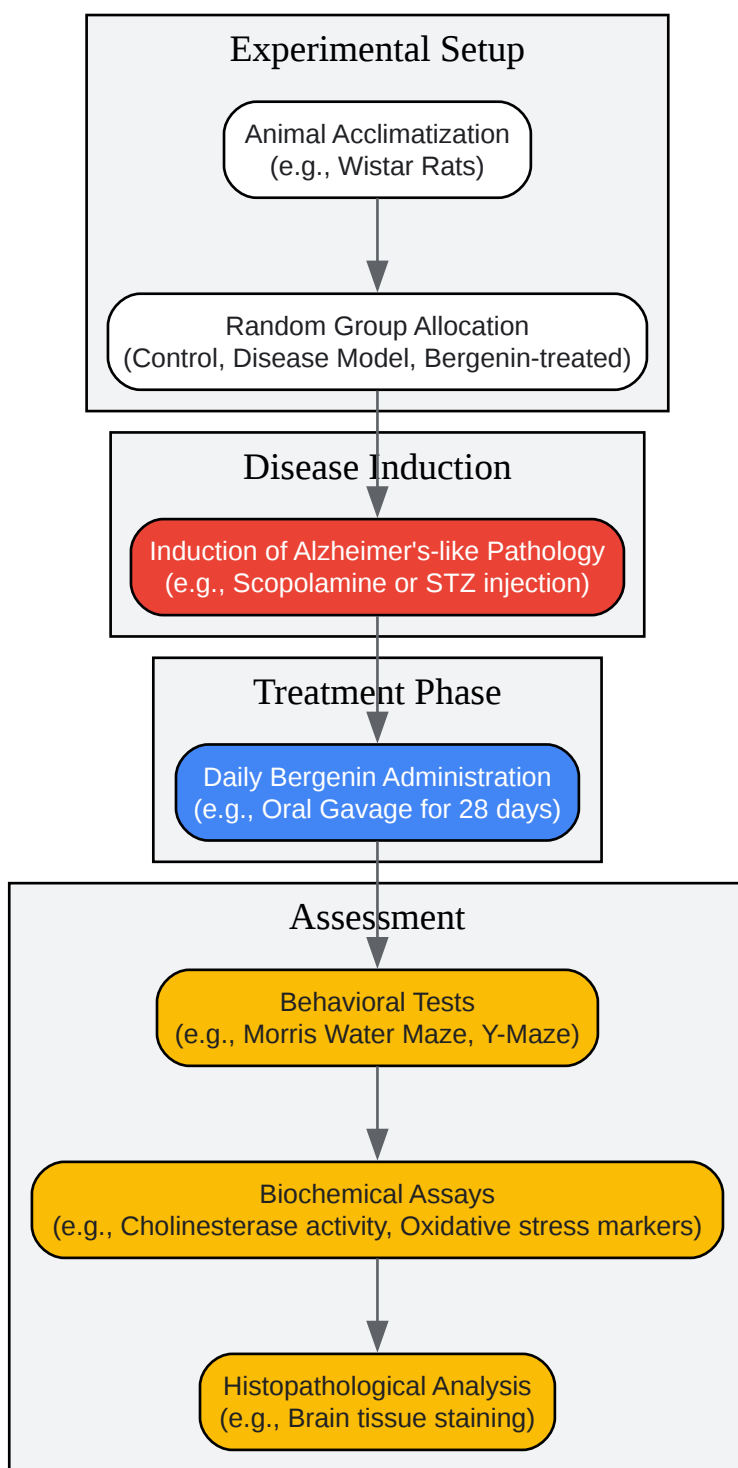 Experimental Setup
Animal Acclimatization
(e.g., Wistar Rats)
Random Group Allocation
(Control, Disease Model, Bergenin-treated)
Disease Induction
Induction of Alzheimer's-like Pathology
(e.g., Scopolamine or STZ injection)
Treatment Phase
Daily Bergenin Administration
(e.g., Oral Gavage for 28 days)
Assessment
Behavioral Tests
(e.g., Morris Water Maze, Y-Maze)
Biochemical Assays
(e.g., Cholinesterase activity, Oxidative stress markers)
Histopathological Analysis
(e.g., Brain tissue staining)